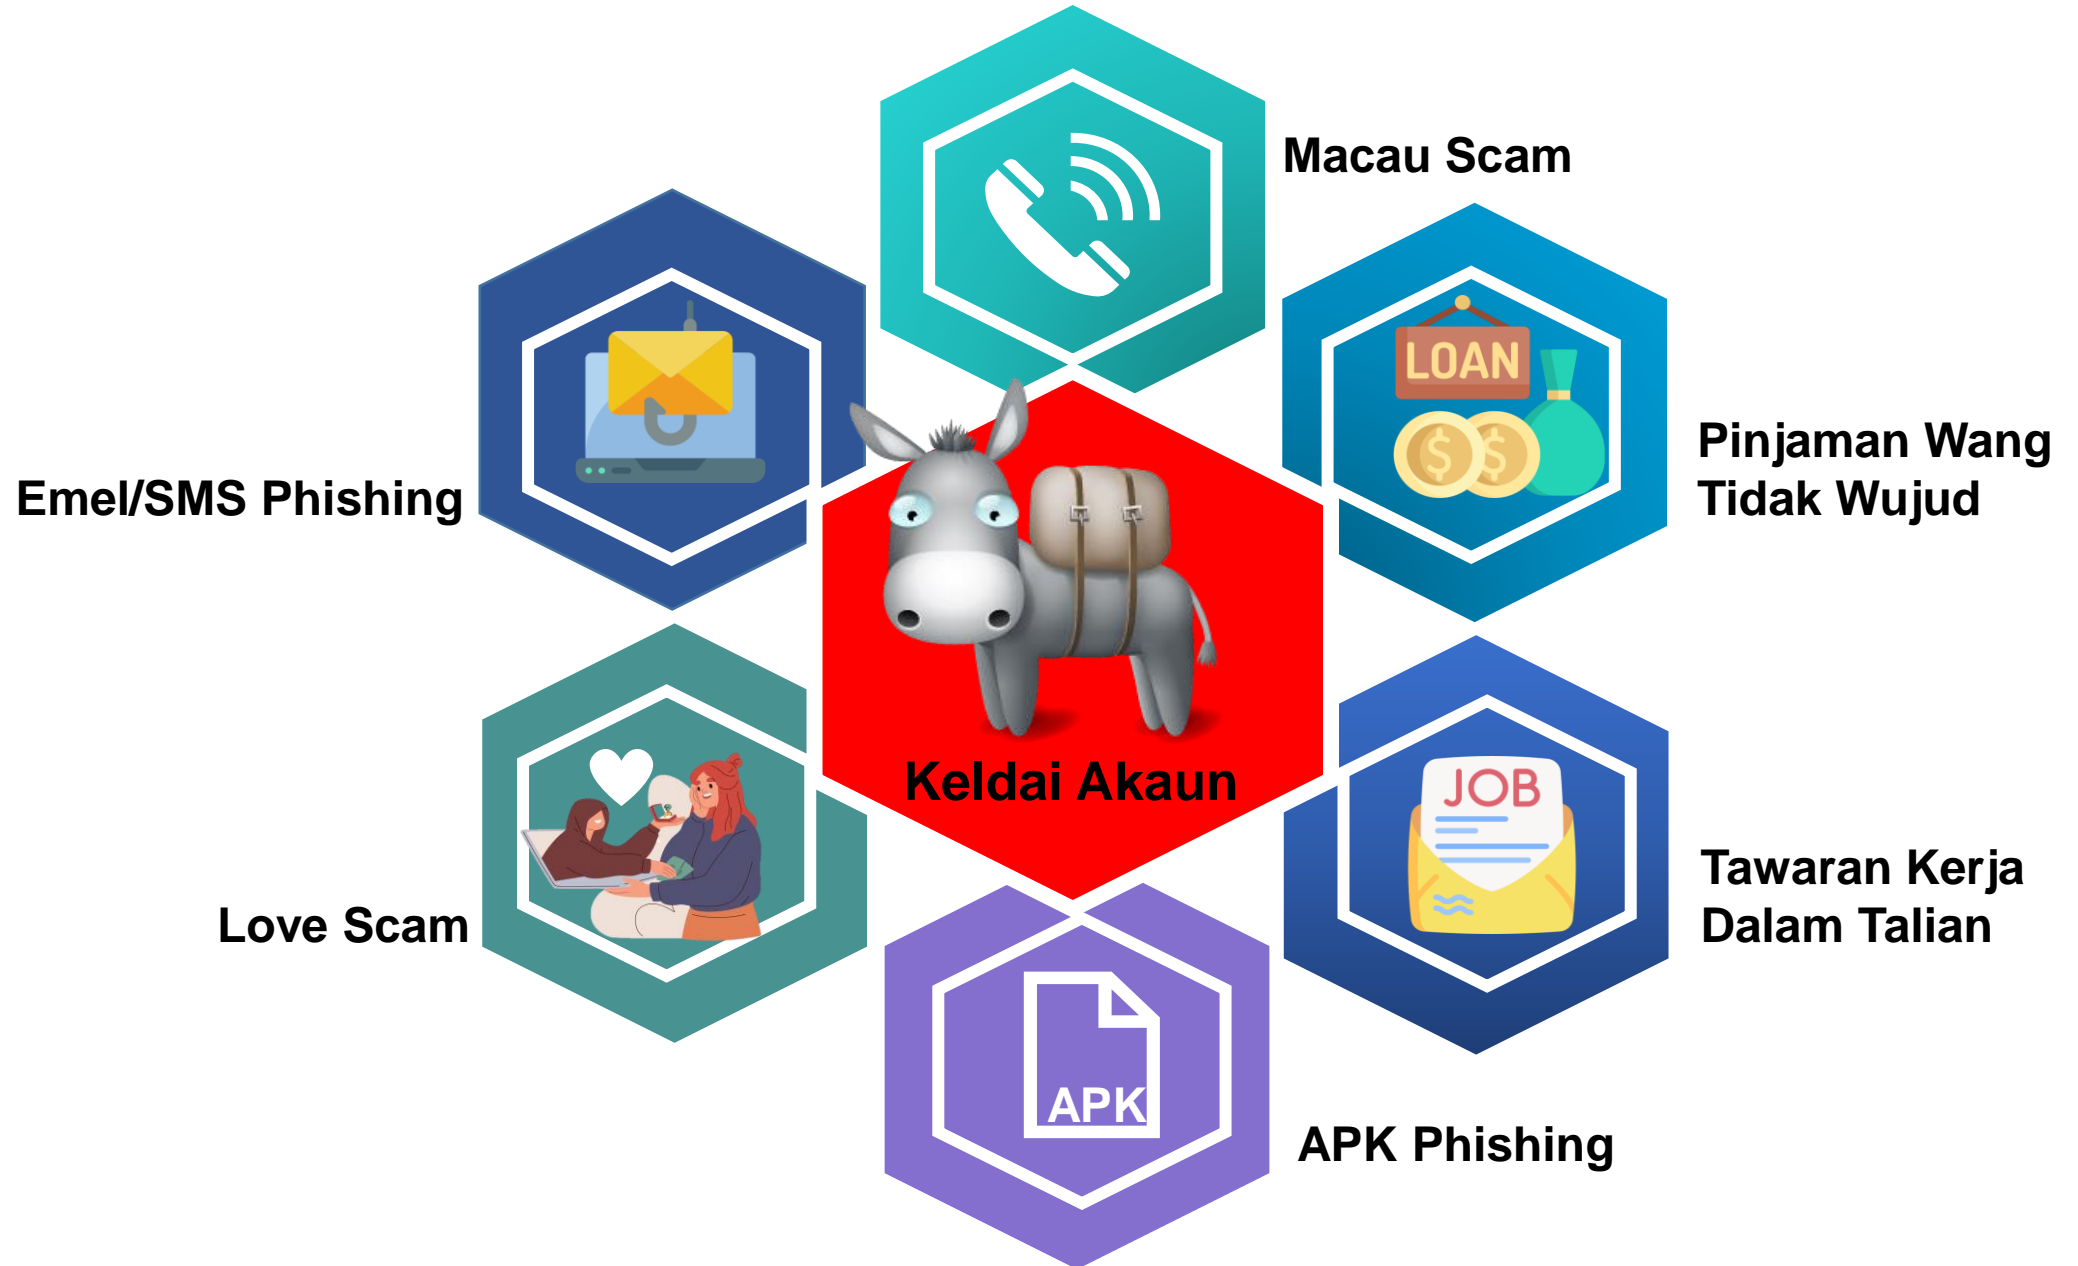 Macau Scam
LOAN
Pinjaman Wang
Tidak Wujud
Emel/SMS Phishing
Keldai Akaun
JOB
Tawaran Kerja
Dalam Talian
Love Scam
APK
APK Phishing